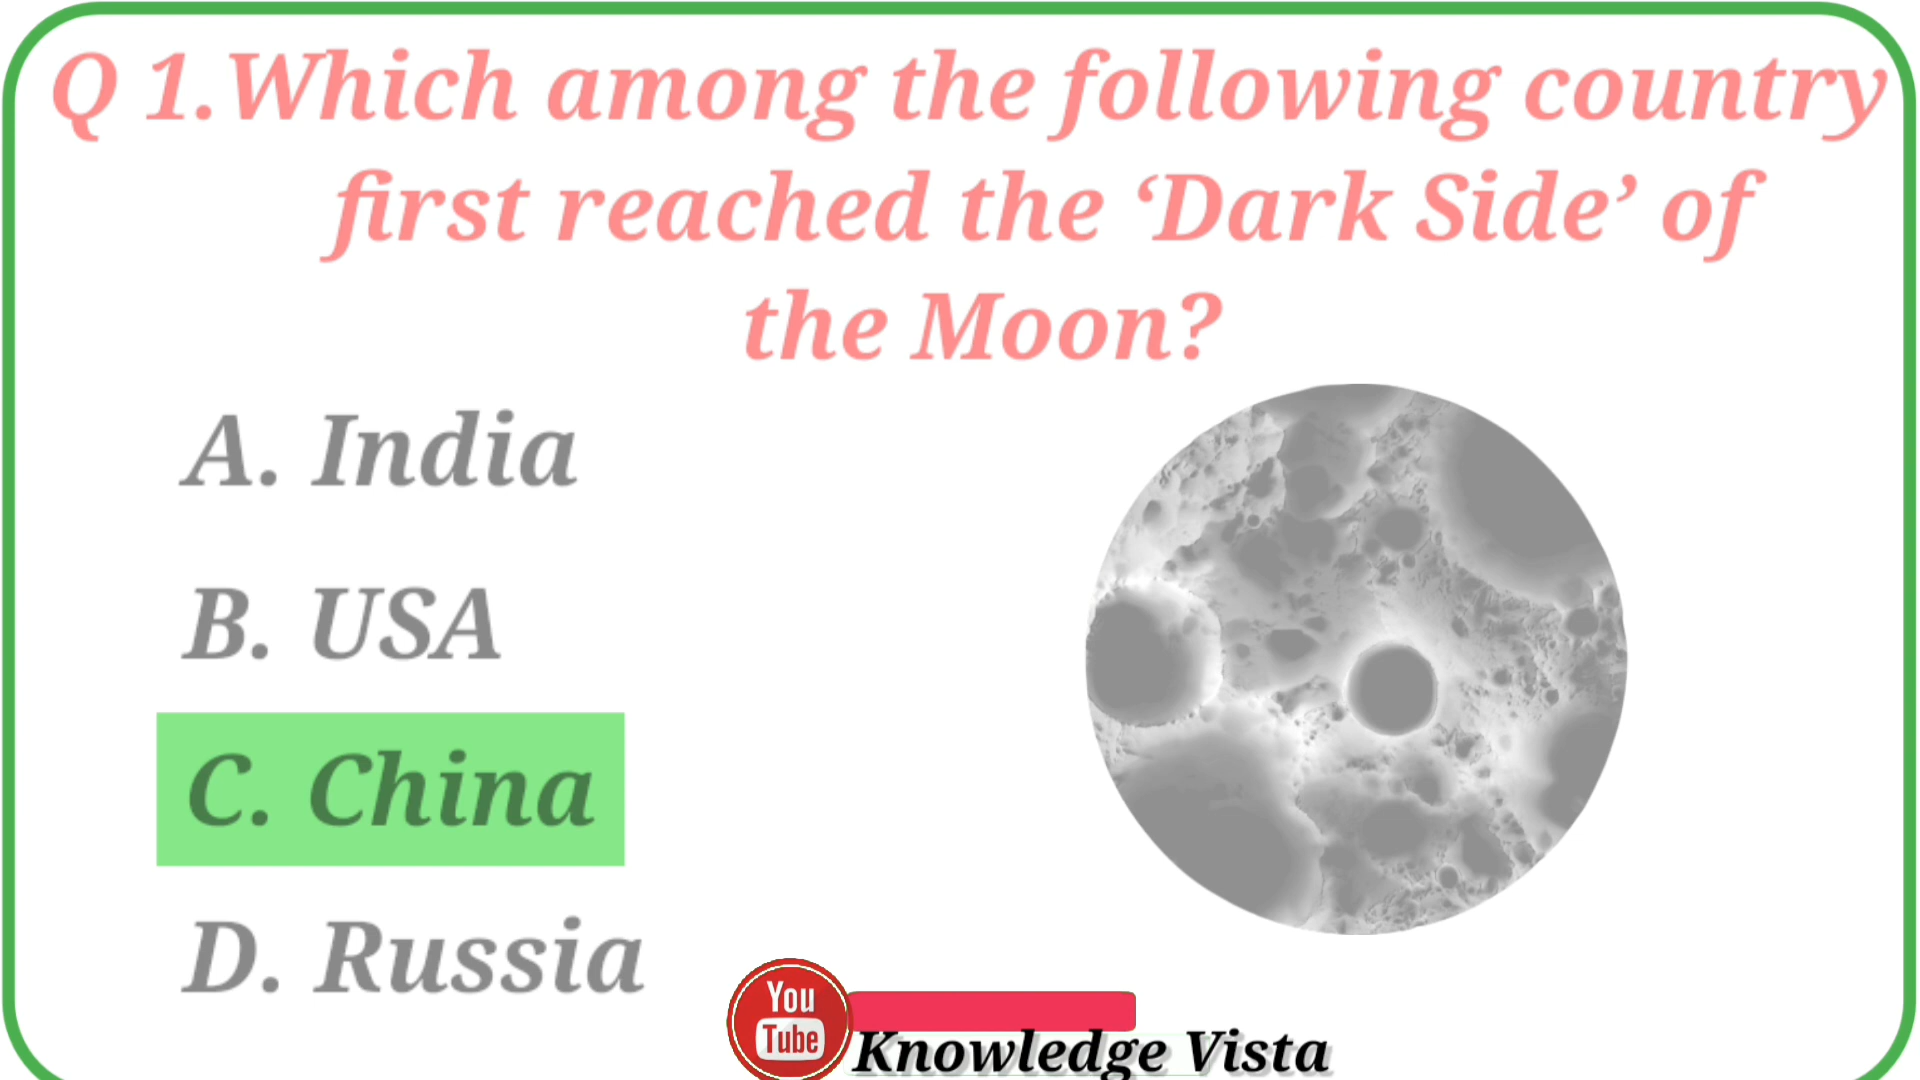 Q 1.Which among the following country
first reached the ‘Dark Side’ of
the Moon?
A. India
B. USA
C. China
D. Russia
You
Tube
Knowledge Vista